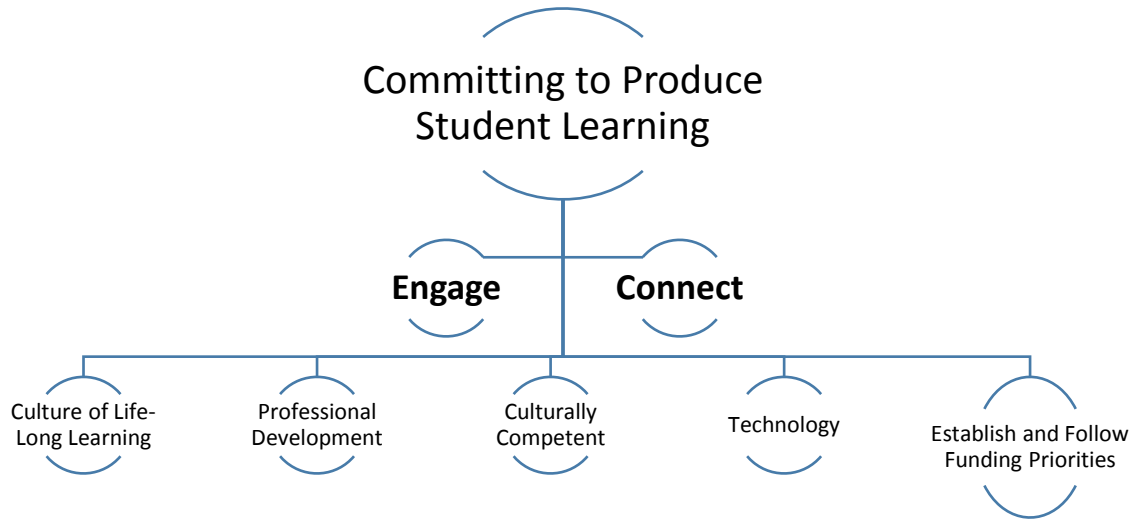 Committing to Produce
Student Learning
Engage
Connect
Culture of Life-
Long Learning
Professional
Development
Culturally
Competent
Technology
Establish and Follow
Funding Priorities